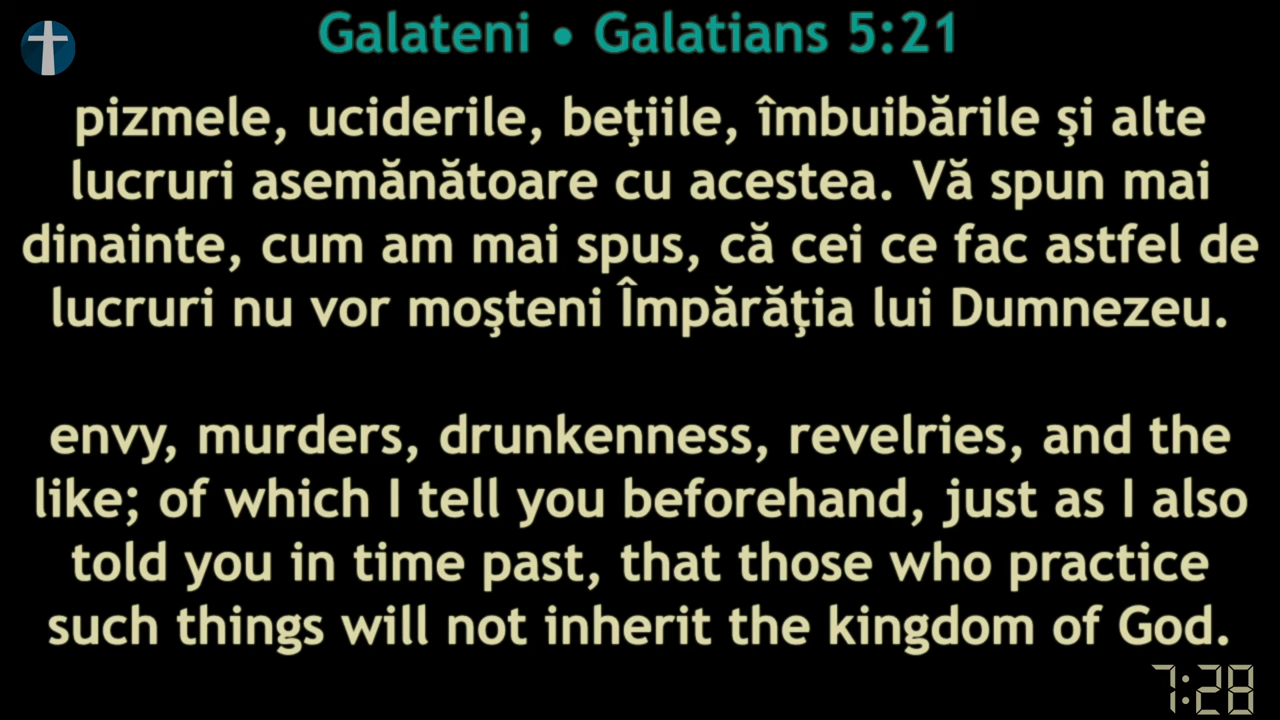 Galateni • Galatians 5:21
pizmele, uciderile, beţiile, îmbuibările şi alte
lucruri asemănătoare cu acestea. Vă spun mai
dinainte, cum am mai spus, că cei ce fac astfel de
lucruri nu vor moşteni Împărăţia lui Dumnezeu.
envy, murders, drunkenness, revelries, and the
like; of which I tell you beforehand, just as I also
told you in time past, that those who practice
such things will not inherit the kingdom of God.
7:28